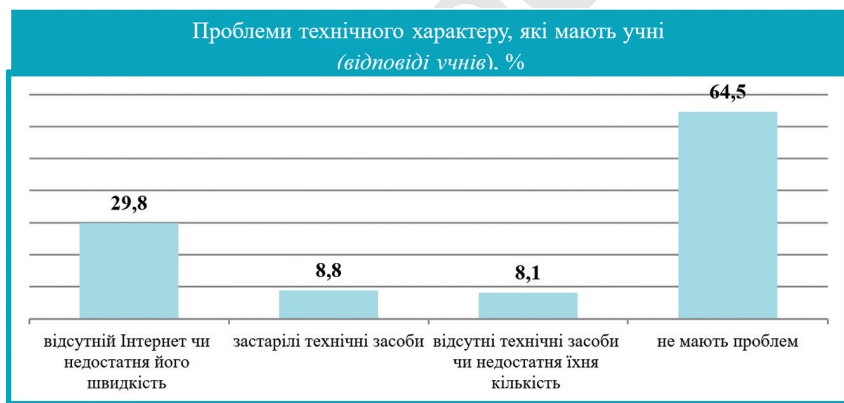 Проблеми технічного характеру, які мають учні
(відповіді учнів), %
64,5
29,8
8,8
8,1
відсутній Інтернет чи
недостатня його
швидкість
застарілі технічні засоби
відсутні технічні засоби
чи недостатня їхня
кількість
не мають проблем